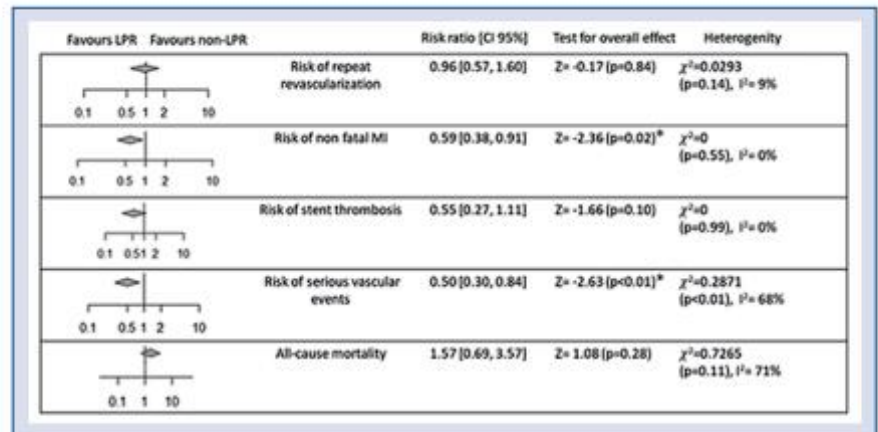 Favours LPR Favours non-LPR Risk ratio [CI 95%] Test for overall effect Heterogenity
Risk of repeat revascularization 0.96 [0.57, 1.60] Z= -0.17 (p=0.84) χ²=0.0293
(p=0.14), I²= 9%
0.1 0.5 1 2 10
Risk of non fatal MI 0.59 [0.38, 0.91] Z= -2.36 (p=0.02)* χ²=0
(p=0.55), I²= 0%
0.1 0.5 1 2 10
Risk of stent thrombosis 0.55 [0.27, 1.11] Z= -1.66 (p=0.10) χ²=0
(p=0.99), I²= 0%
0.1 0.51 2 10
Risk of serious vascular events 0.50 [0.30, 0.84] Z= -2.63 (p<0.01)* χ²=0.2871
(p<0.01), I²= 68%
0.1 0.5 1 2 10
All-cause mortality 1.57 [0.69, 3.57] Z= 1.08 (p=0.28) χ²=0.7265
(p=0.11), I²= 71%
0.1 1 10